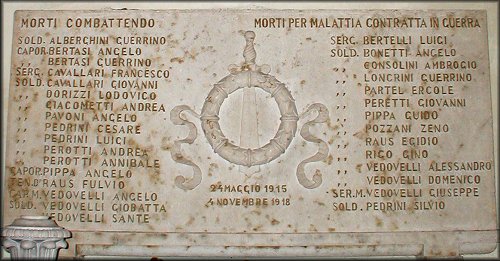 MORTI COMBATTENDO
SOLD. ALBERCHINI GUERRINO
CAPOR. BERTASI ANGELO
,, BERTASI GUERRINO
SERG. CAVALLARI FRANCESCO
SOLD. CAVALLARI GIOVANNI
,, DORIZZI LODOVICO
,, GIACOMETTI ANDREA
,, PAVONI ANGELO
,, PEDRINI CESARE
,, PEDRINI LUIGI
,, PEROTTI ANDREA
,, PEROTTI ANNIBALE
CAPOR. PIPPA ANGELO
TEN. RAUS FULVIO
CAP. M. VEDOVELLI ANGELO
SOLD. VEDOVELLI GIOBATTA
VEDOVELLI SANTE
24 MAGGIO 1915
4 NOVEMBRE 1918
MORTI PER MALATTIA CONTRATTA IN GUERRA
SERG. BERTELLI LUIGI
SOLD. BONETTI ANGELO
,, CONSOLINI AMBROGIO
,, LONCRINI GUERRINO
,, PARTEL ERCOLE
,, PERETTI GIOVANNI
,, PIPPA GUIDO
,, POZZANI ZENO
,, RAUS EGIDIO
,, RIGO GINO
,, VEDOVELLI ALESSANDRO
,, VEDOVELLI DOMENICO
SER. M. VEDOVELLI GIUSEPPE
SOLD. PEDRINI SILVIO